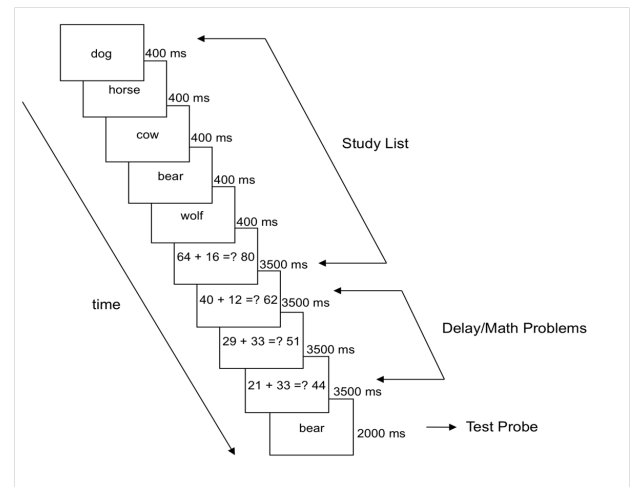 dog
400 ms
horse
400 ms
cow
400 ms
Study List
bear
400 ms
wolf
400 ms
64 + 16 =? 80
3500 ms
40 + 12 =? 62
3500 ms
time
Delay/Math Problems
29 + 33 =? 51
3500 ms
21 + 33 =? 44
3500 ms
bear
2000 ms
Test Probe